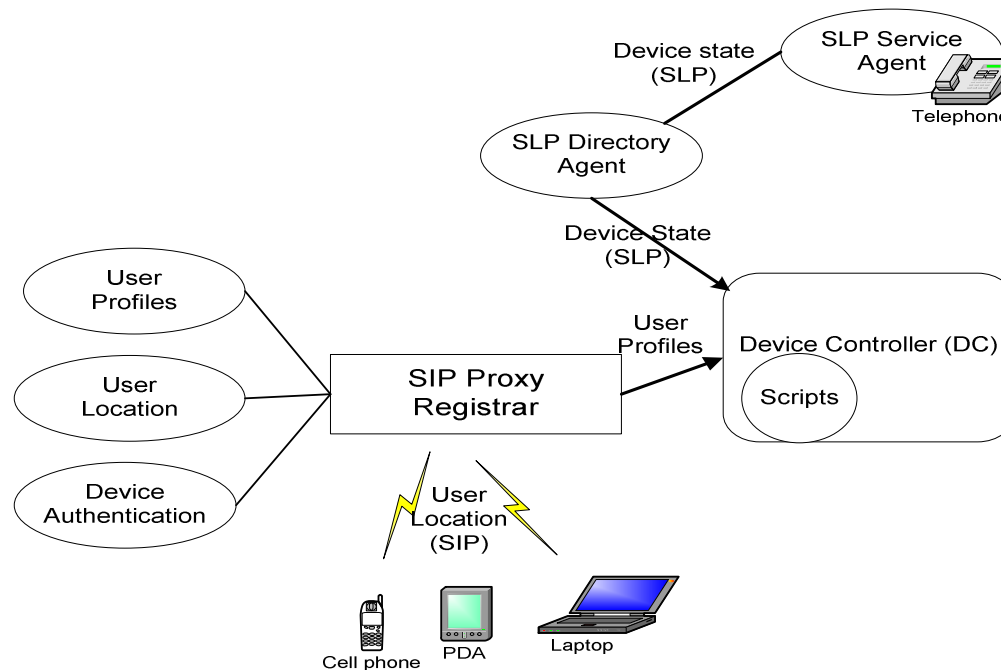 SLP Service
Agent
Telephone
Device state
(SLP)
SLP Directory
Agent
Device State
(SLP)
User
Profiles
User
Location
Device
Authentication
SIP Proxy
Registrar
User
Profiles
Device Controller (DC)
Scripts
User
Location
(SIP)
Cell phone
PDA
Laptop